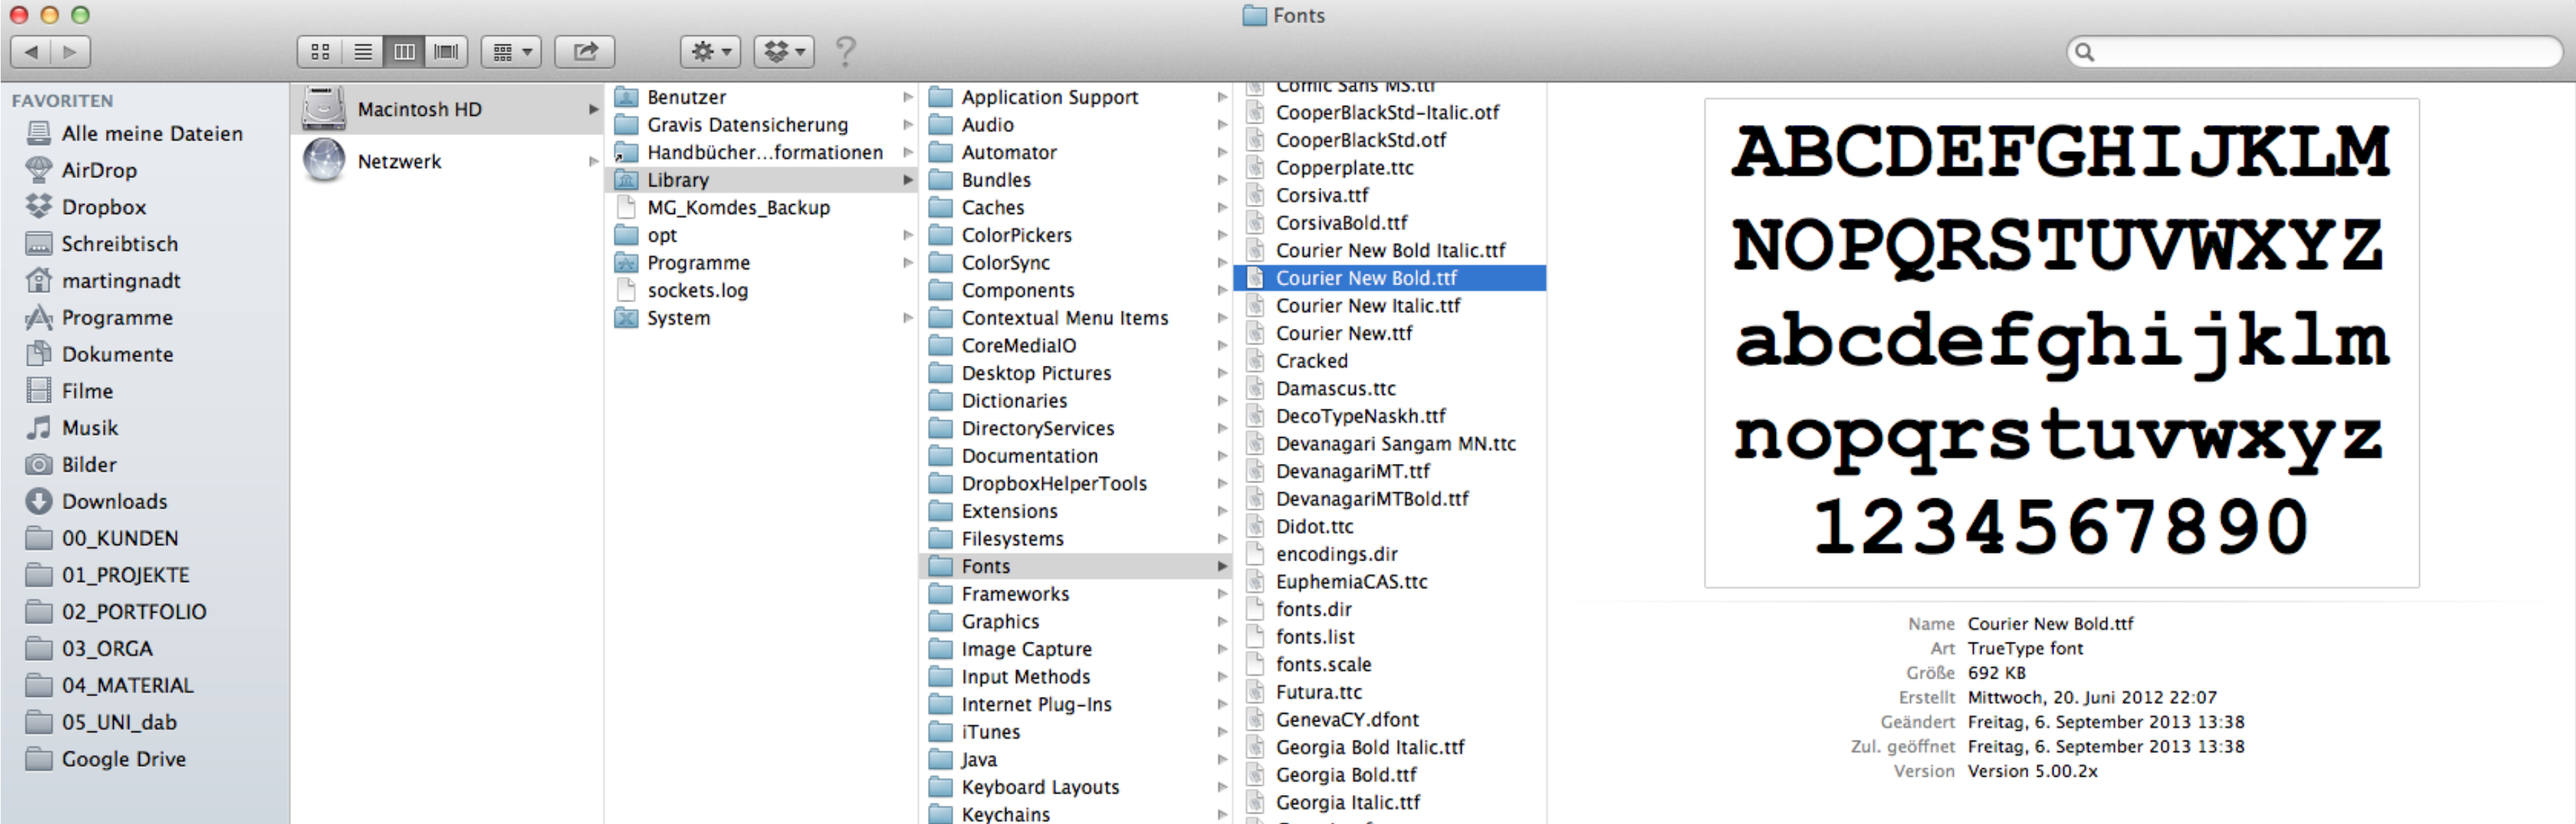 Fonts
FAVORITEN
Alle meine Dateien
AirDrop
Dropbox
Schreibtisch
martingnadt
Programme
Dokumente
Filme
Musik
Bilder
Downloads
00_KUNDEN
01_PROJEKTE
02_PORTFOLIO
03_ORGA
04_MATERIAL
05_UNI_dab
Google Drive
Macintosh HD
Netzwerk
Benutzer
Gravis Datensicherung
Handbücher...formationen
Library
MG_Komdes_Backup
opt
Programme
sockets.log
System
Application Support
Audio
Automator
Bundles
Caches
ColorPickers
ColorSync
Components
Contextual Menu Items
CoreMediaIO
Desktop Pictures
Dictionaries
DirectoryServices
Documentation
DropboxHelperTools
Extensions
Filesystems
Fonts
Frameworks
Graphics
Image Capture
Input Methods
Internet Plug-Ins
iTunes
Java
Keyboard Layouts
Keychains
Comic Sans MS.ttf
CooperBlackStd-Italic.otf
CooperBlackStd.otf
Copperplate.ttc
Corsiva.ttf
CorsivaBold.ttf
Courier New Bold Italic.ttf
Courier New Bold.ttf
Courier New Italic.ttf
Courier New.ttf
Cracked
Damascus.ttc
DecoTypeNaskh.ttf
Devanagari Sangam MN.ttc
DevanagariMT.ttf
DevanagariMTBold.ttf
Didot.ttc
encodings.dir
EuphemiaCAS.ttc
fonts.dir
fonts.list
fonts.scale
Futura.ttc
GenevaCY.dfont
Georgia Bold Italic.ttf
Georgia Bold.ttf
Georgia Italic.ttf
ABCDEFGHIJKLM
NOPQRSTUVWXYZ
abcdefghijklm
nopqrstuvwxyz
1234567890
Name Courier New Bold.ttf
Art TrueType font
Größe 692 KB
Erstellt Mittwoch, 20. Juni 2012 22:07
Geändert Freitag, 6. September 2013 13:38
Zul. geöffnet Freitag, 6. September 2013 13:38
Version Version 5.00.2x